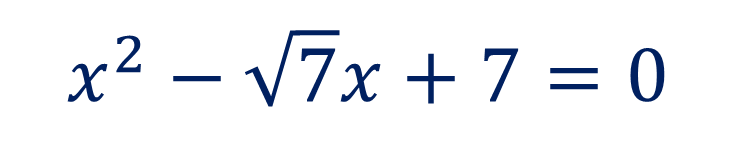 x² − √7x + 7 = 0